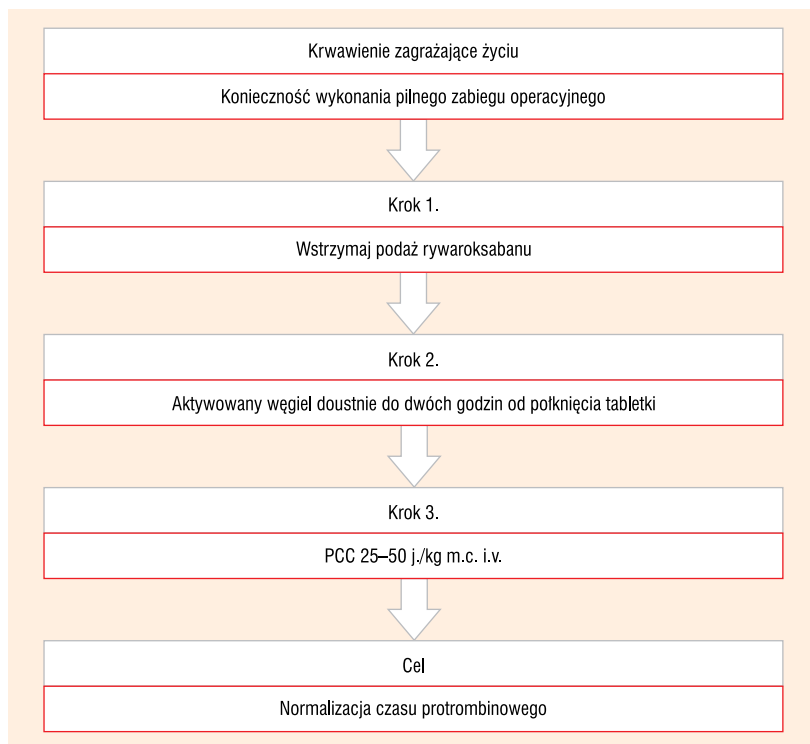 Krwawienie zagrażające życiu
Konieczność wykonania pilnego zabiegu operacyjnego
Krok 1.
Wstrzymaj podaż rywaroksabanu
Krok 2.
Aktywowany węgiel doustnie do dwóch godzin od połknięcia tabletki
Krok 3.
PCC 25–50 j./kg m.c. i.v.
Cel
Normalizacja czasu protrombinowego